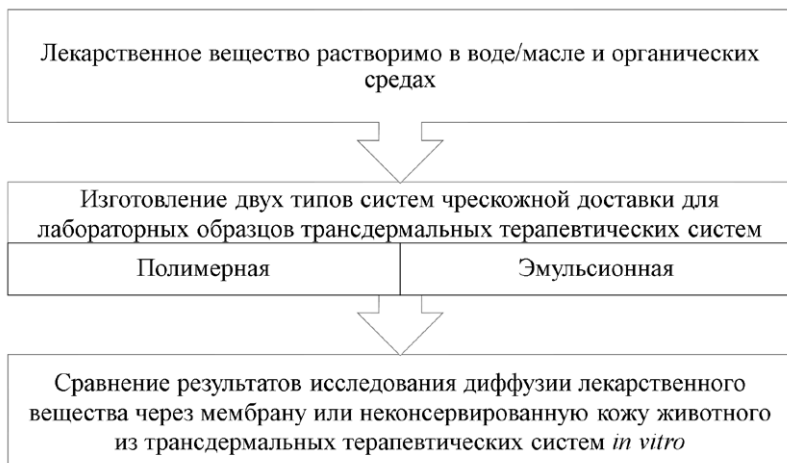 Лекарственное вещество растворимо в воде/масле и органических
средах
Изготовление двух типов систем чрескожной доставки для
лабораторных образцов трансдермальных терапевтических систем
Полимерная
Эмульсионная
Сравнение результатов исследования диффузии лекарственного
вещества через мембрану или неконсервированную кожу животного
из трансдермальных терапевтических систем in vitro